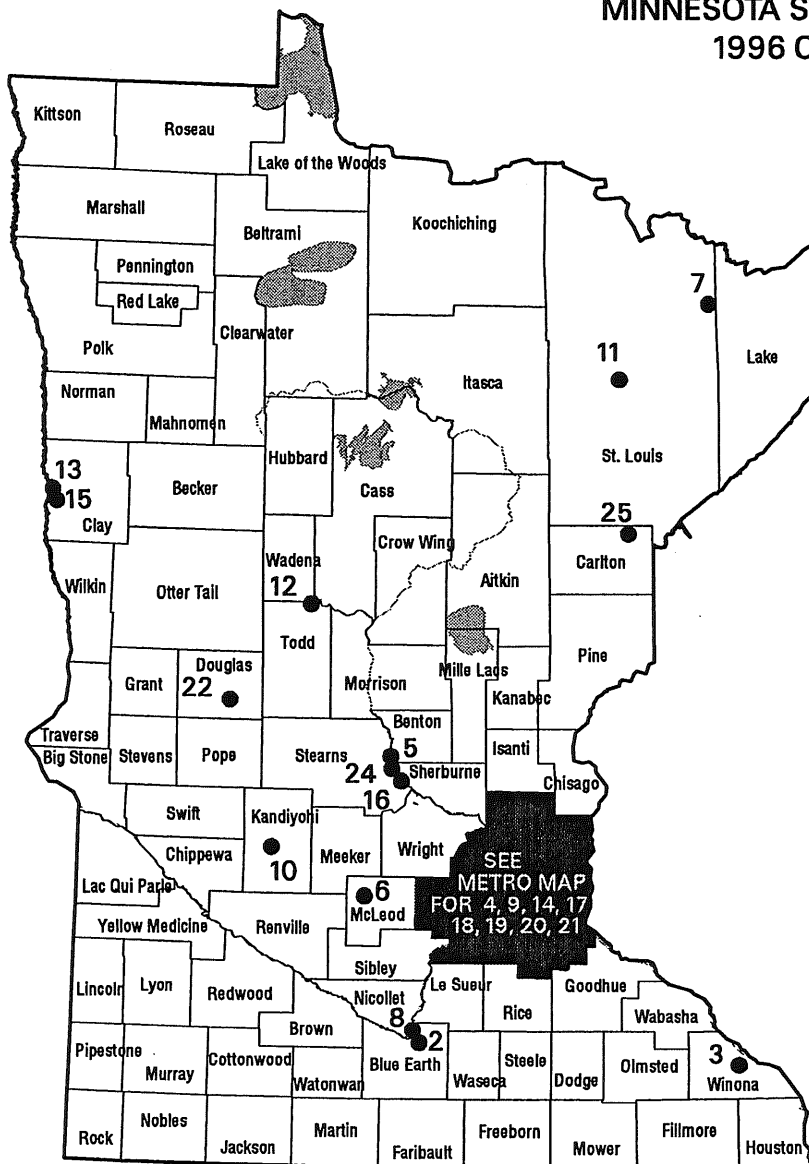 MINNESOTA S
1996 C
Kittson
Roseau
Lake of the Woods
Marshall
Beltrami
Koochiching
Pennington
Red Lake
7
Clearwater
Polk
11
Lake
Itasca
Norman
Mahnomen
Hubbard
St. Louis
13
Becker
Cass
15
Clay
25
Crow Wing
Wadena
Carlton
Wilkin
Otter Tail
12
Aitkin
Todd
Pine
Douglas
Mille Lacs
Grant
22
Morrison
Kanabec
Benton
Traverse
Big Stone
Stevens
Pope
Stearns
5
Isanti
24
Sherburne
Chisago
16
Swift
Kandiyohi
Wright
Chippewa
Meeker
10
SEE
METRO MAP
FOR 4, 9, 14, 17
18, 19, 20, 21
Lac Qui Parle
6
McLeod
Yellow Medicine
Renville
Sibley
Lincoln
Lyon
Redwood
Nicollet
Le Sueur
Goodhue
Rice
Wabasha
Brown
8
2
Pipestone
Murray
Cottonwood
Blue Earth
Steele
Olmsted
3
Watonwan
Waseca
Dodge
Winona
Nobles
Martin
Freeborn
Fillmore
Rock
Jackson
Faribault
Mower
Houston